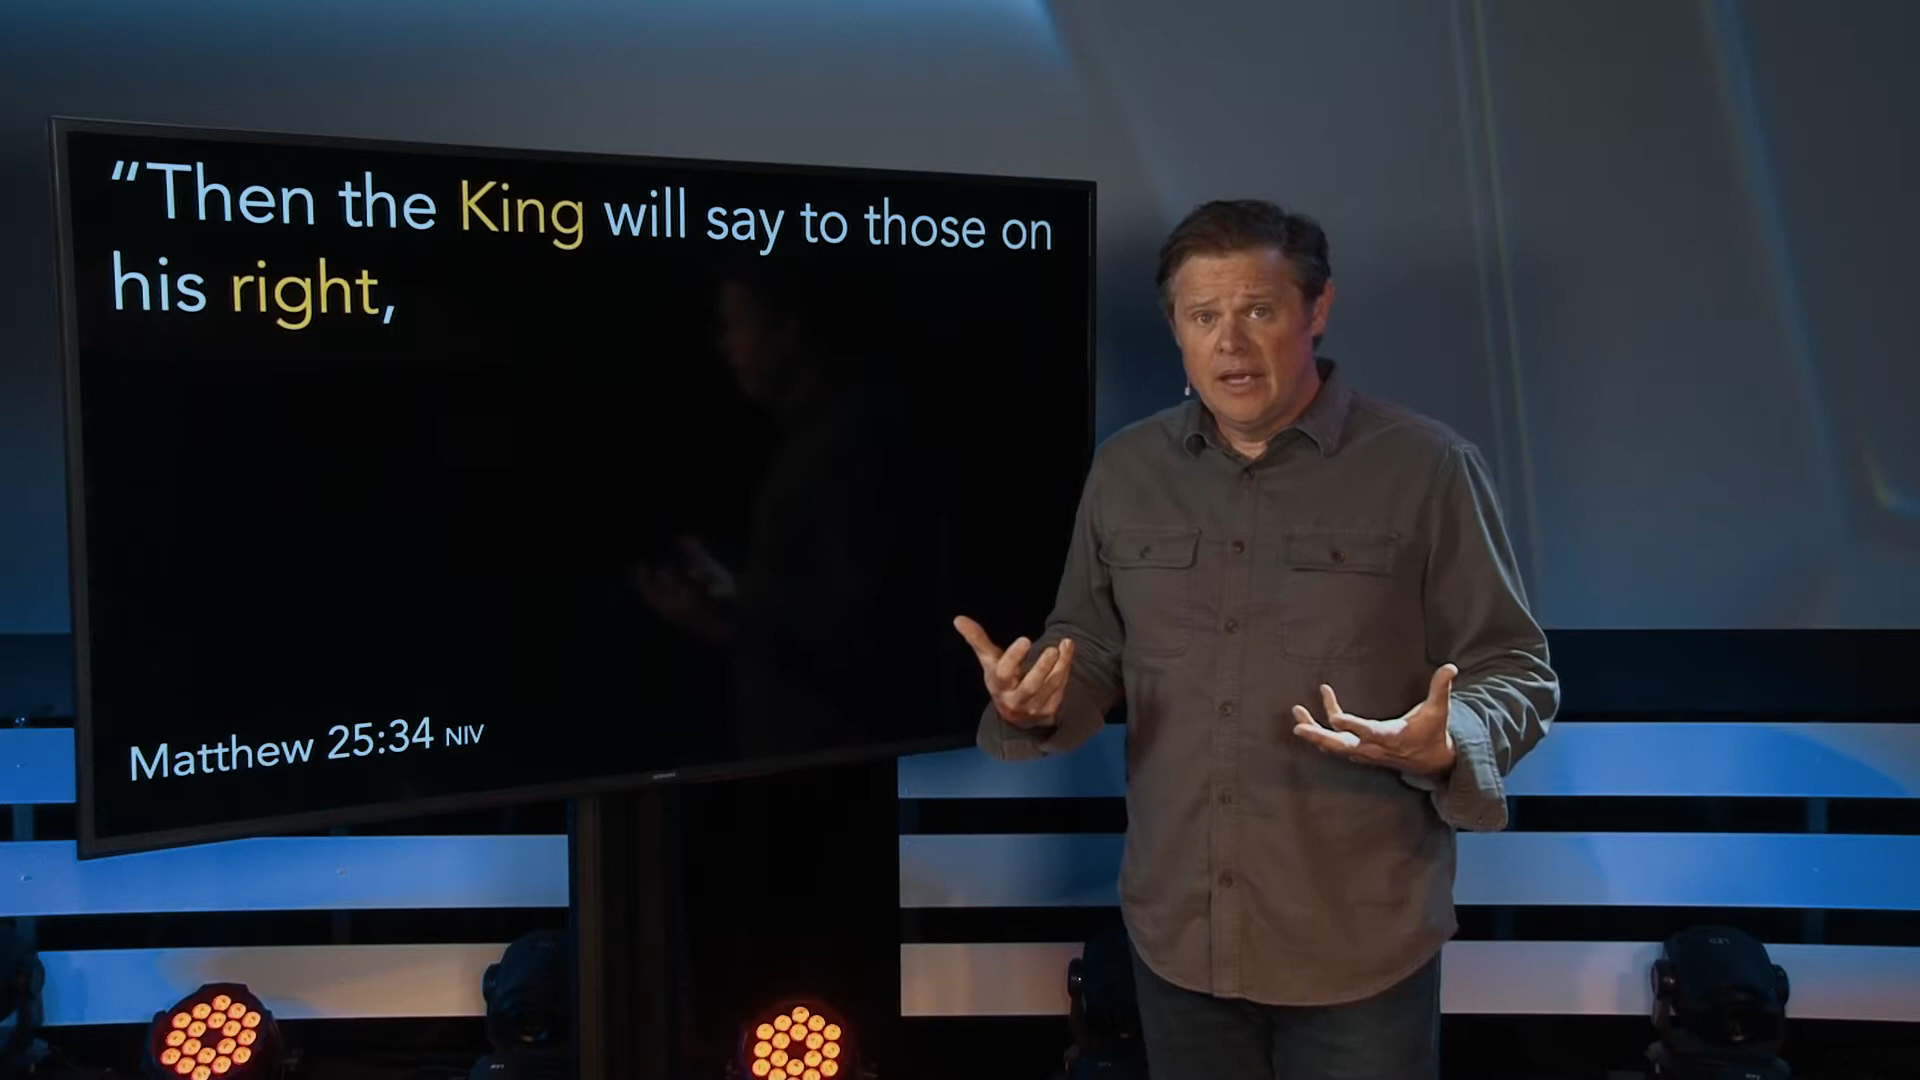 “Then the King will say to those on
his right,
Matthew 25:34 NIV